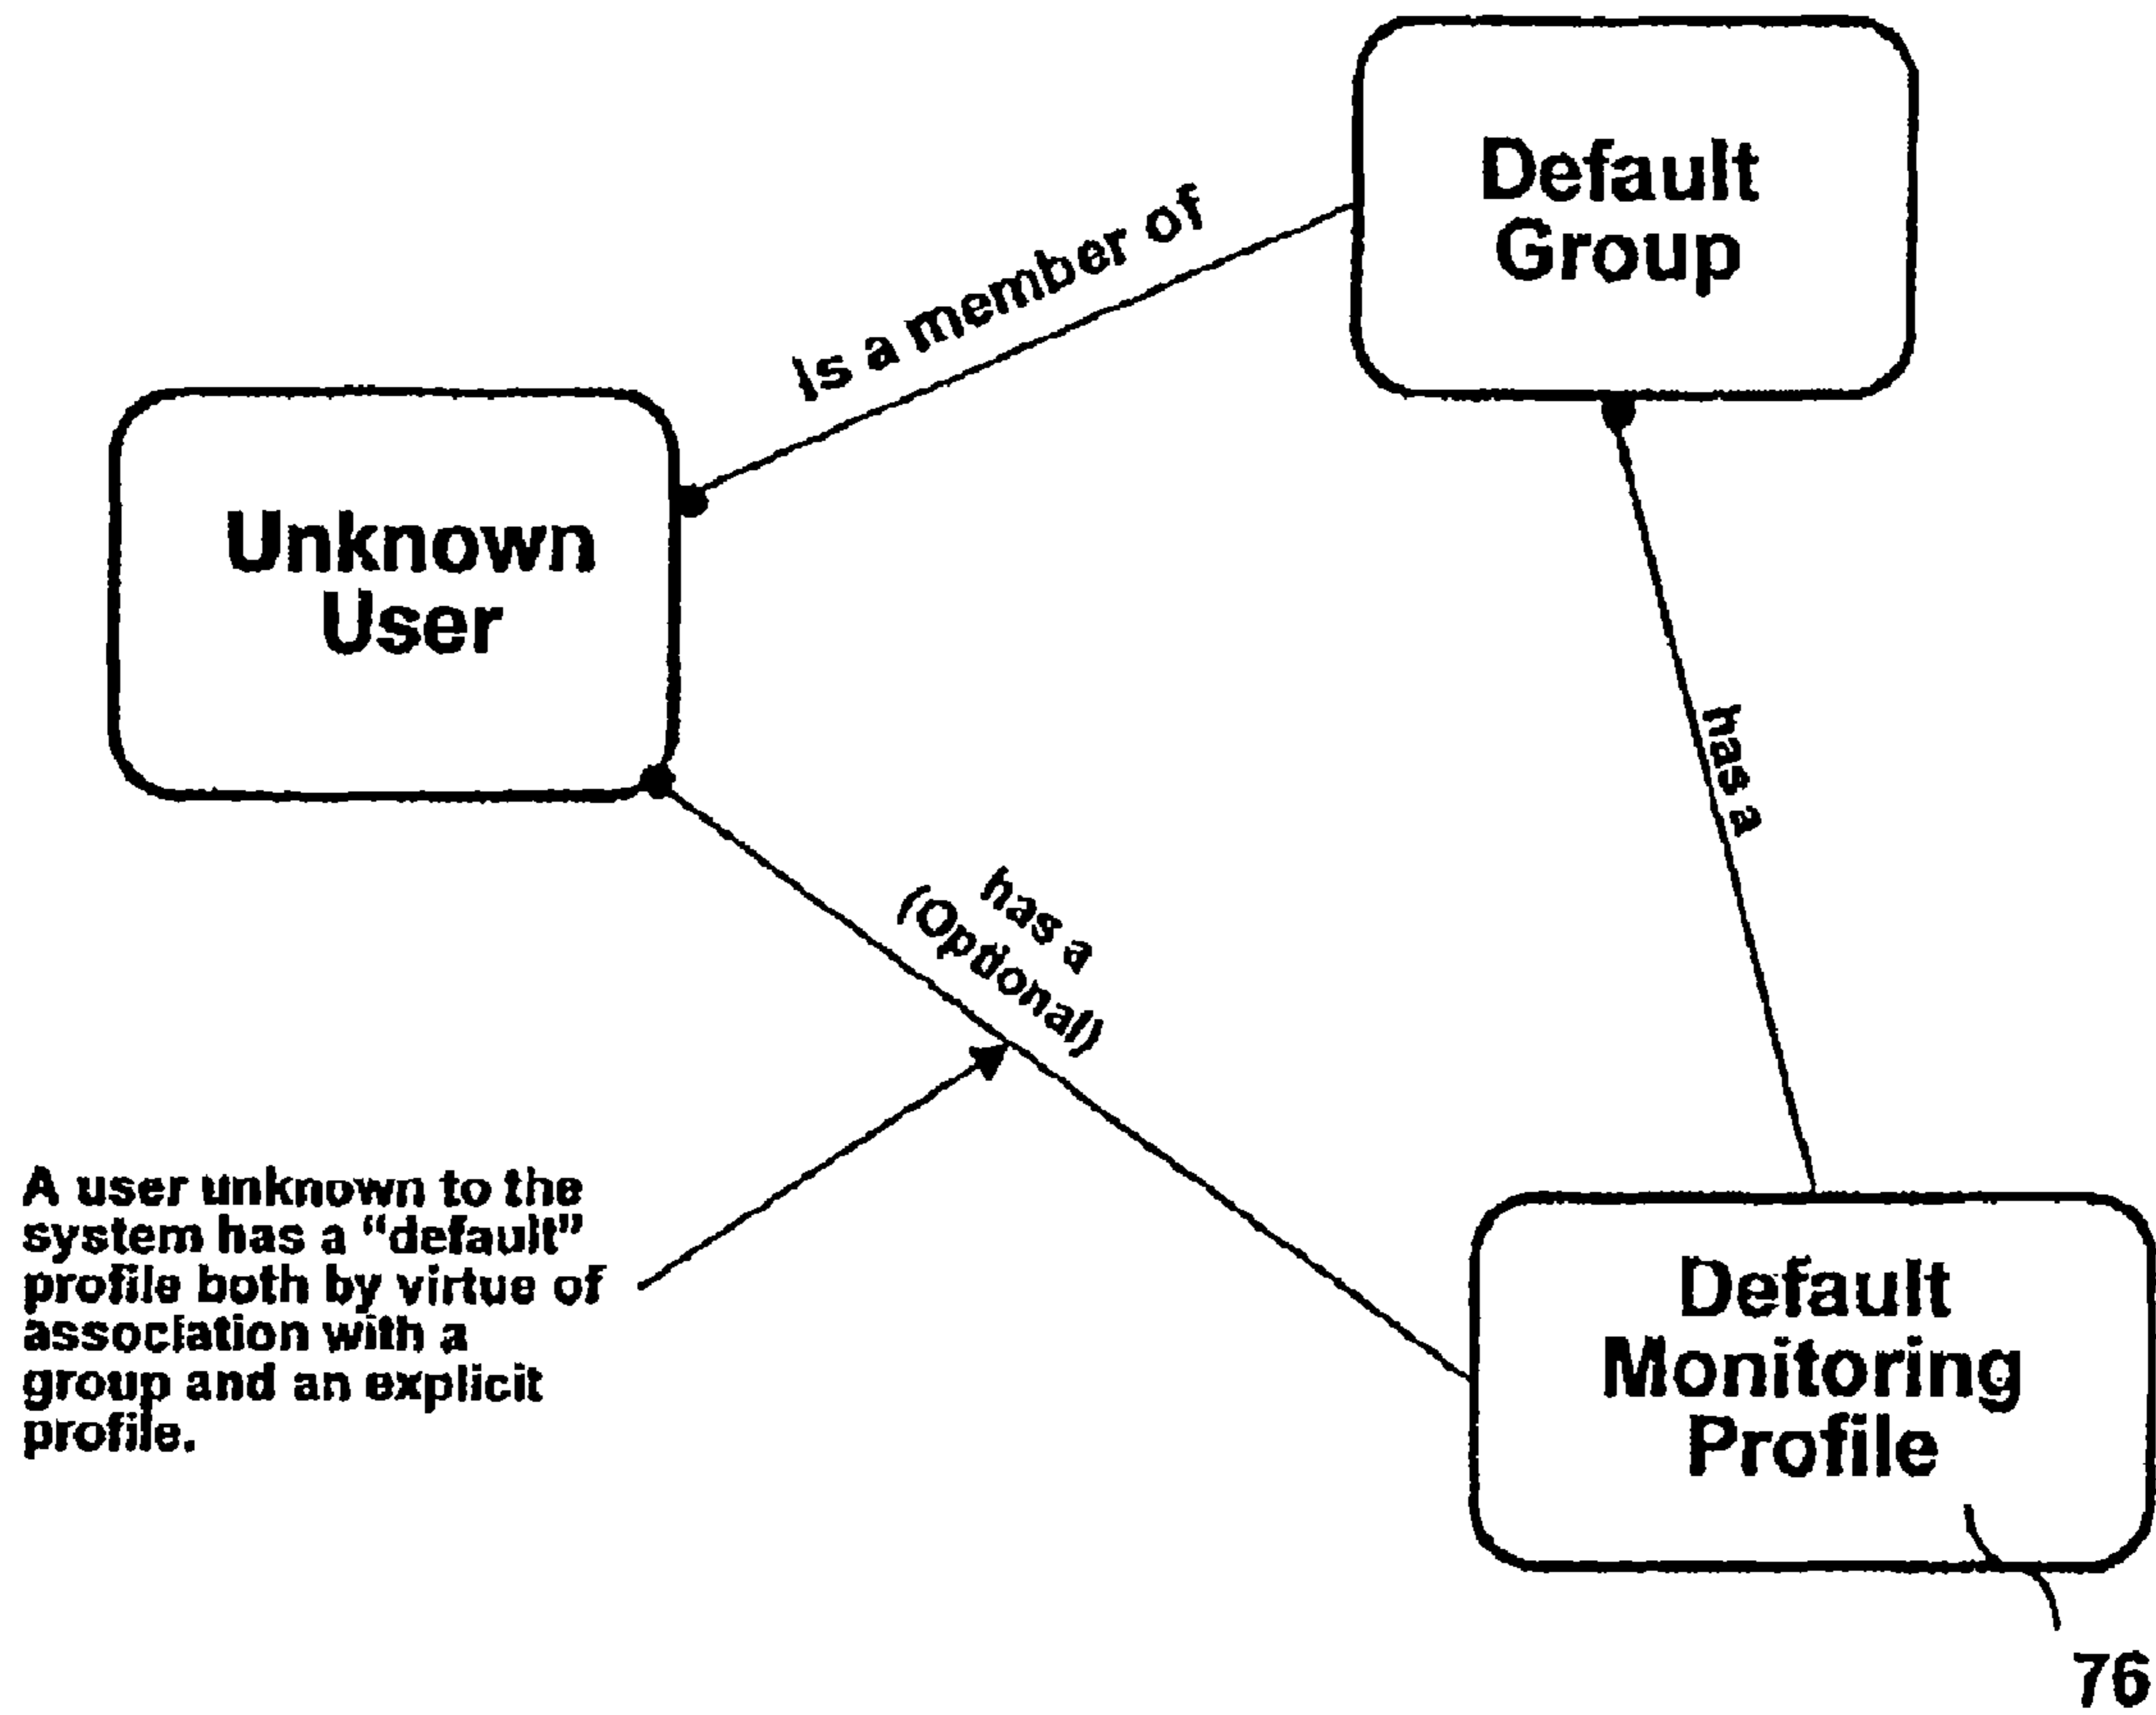 Default
Group
Is a member of
Unknown
User
has a
has a
(Optional)
A user unknown to the
system has a “default”
profile both by virtue of
association with a
group and an explicit
profile.
Default
Monitoring
Profile
76